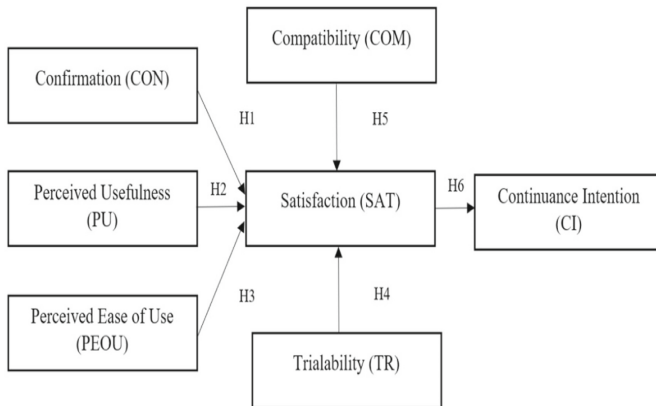 Compatibility (COM)
Confirmation (CON)
H1
H5
Perceived Usefulness
(PU)
H2
Satisfaction (SAT)
H6
Continuance Intention
(CI)
H3
H4
Perceived Ease of Use
(PEOU)
Trialability (TR)